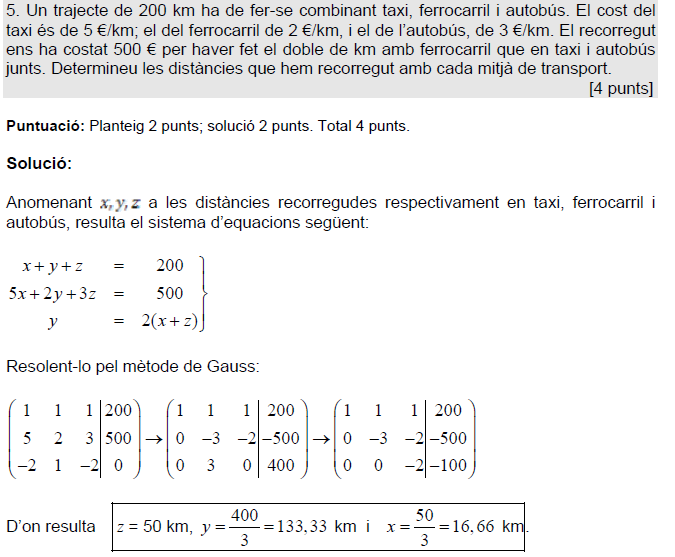 5. Un trajecte de 200 km ha de fer-se combinant taxi, ferrocarril i autobús. El cost del
taxi és de 5 €/km; el del ferrocarril de 2 €/km, i el de l’autobús, de 3 €/km. El recorregut
ens ha costat 500 € per haver fet el doble de km amb ferrocarril que en taxi i autobús
junts. Determineu les distàncies que hem recorregut amb cada mitjà de transport.
[4 punts]
Puntuació: Planteig 2 punts; solució 2 punts. Total 4 punts.
Solució:
Anomenant x, y, z a les distàncies recorregudes respectivament en taxi, ferrocarril i
autobús, resulta el sistema d’equacions següent:
x + y + z = 200
5x + 2y + 3z = 500
y = 2(x + z)
Resolent-lo pel mètode de Gauss:
( 1 1 1 | 200 ) ( 1 1 1 | 200 ) ( 1 1 1 | 200 )
( 5 2 3 | 500 ) → ( 0 −3 −2 | −500 ) → ( 0 −3 −2 | −500 )
( −2 1 −2 | 0 ) ( 0 3 0 | 400 ) ( 0 0 −2 | −100 )
D’on resulta z = 50 km, y = 400/3 = 133,33 km i x = 50/3 = 16,66 km.